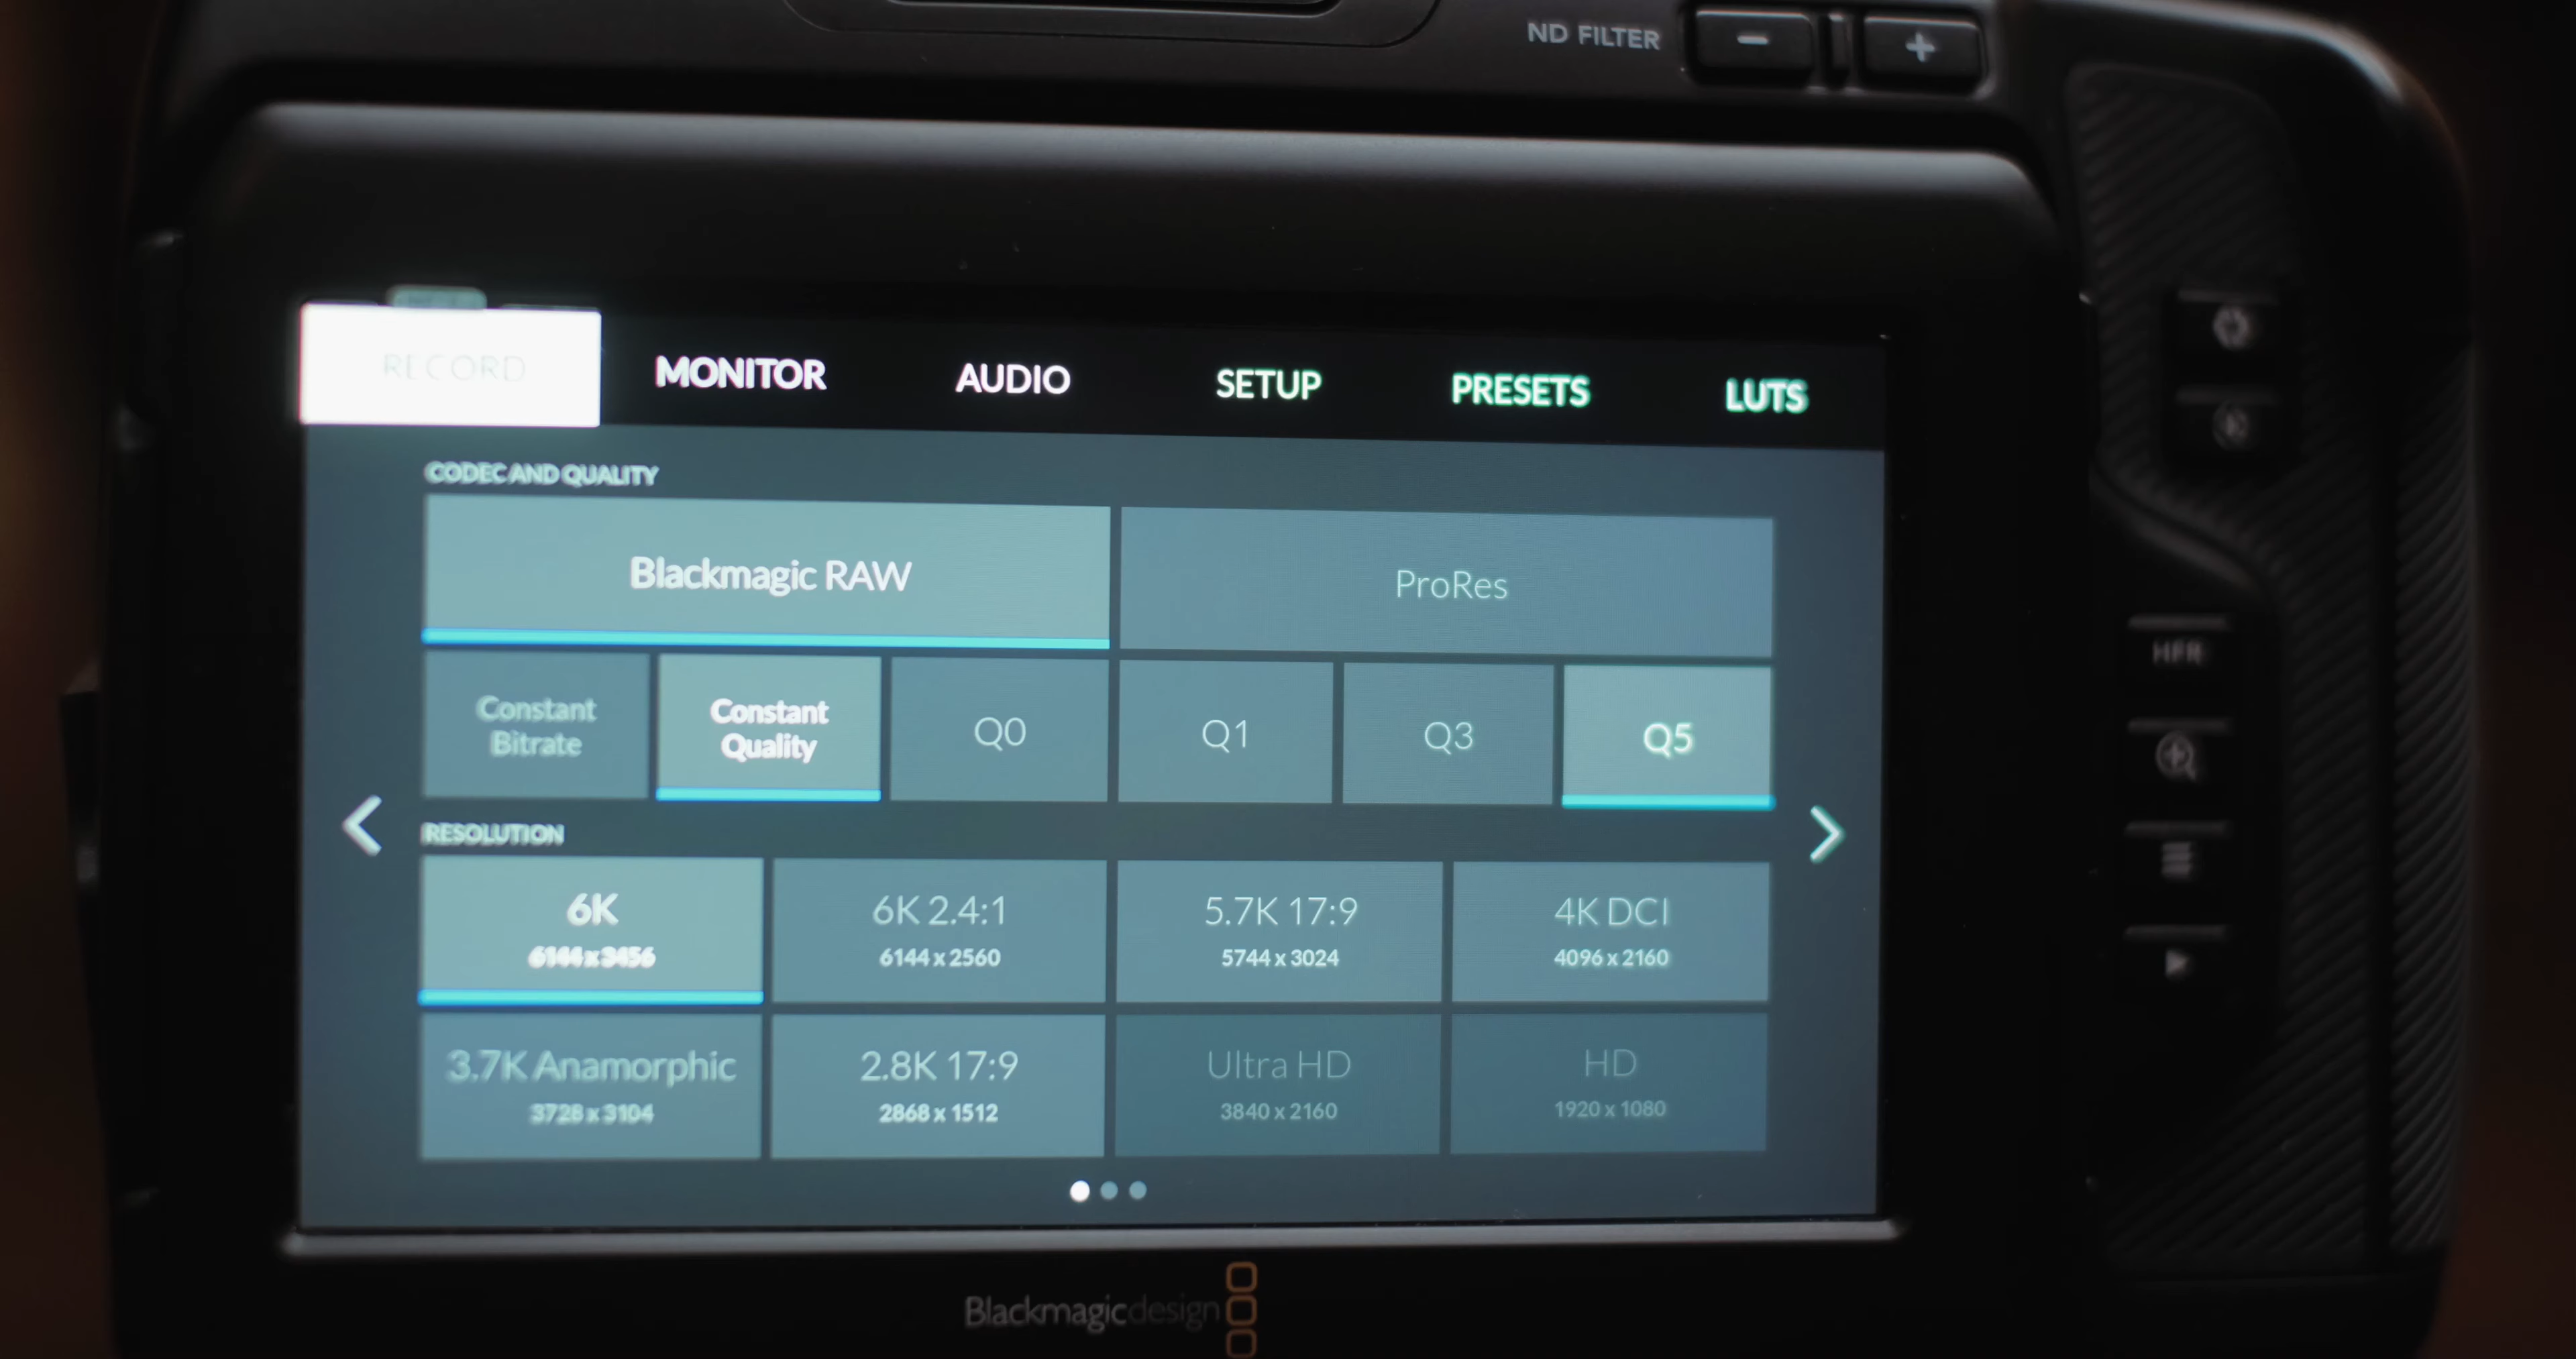 ND FILTER
RECORD MONITOR AUDIO SETUP PRESETS LUTS
CODEC AND QUALITY
Blackmagic RAW ProRes
Constant Bitrate Constant Quality Q0 Q1 Q3 Q5
RESOLUTION
6K 6K 2.4:1 5.7K 17:9 4K DCI
6144 x 3456 6144 x 2560 5744 x 3024 4096 x 2160
3.7K Anamorphic 2.8K 17:9 Ultra HD HD
3728 x 3104 2868 x 1512 3840 x 2160 1920 x 1080
HFR
Blackmagicdesign